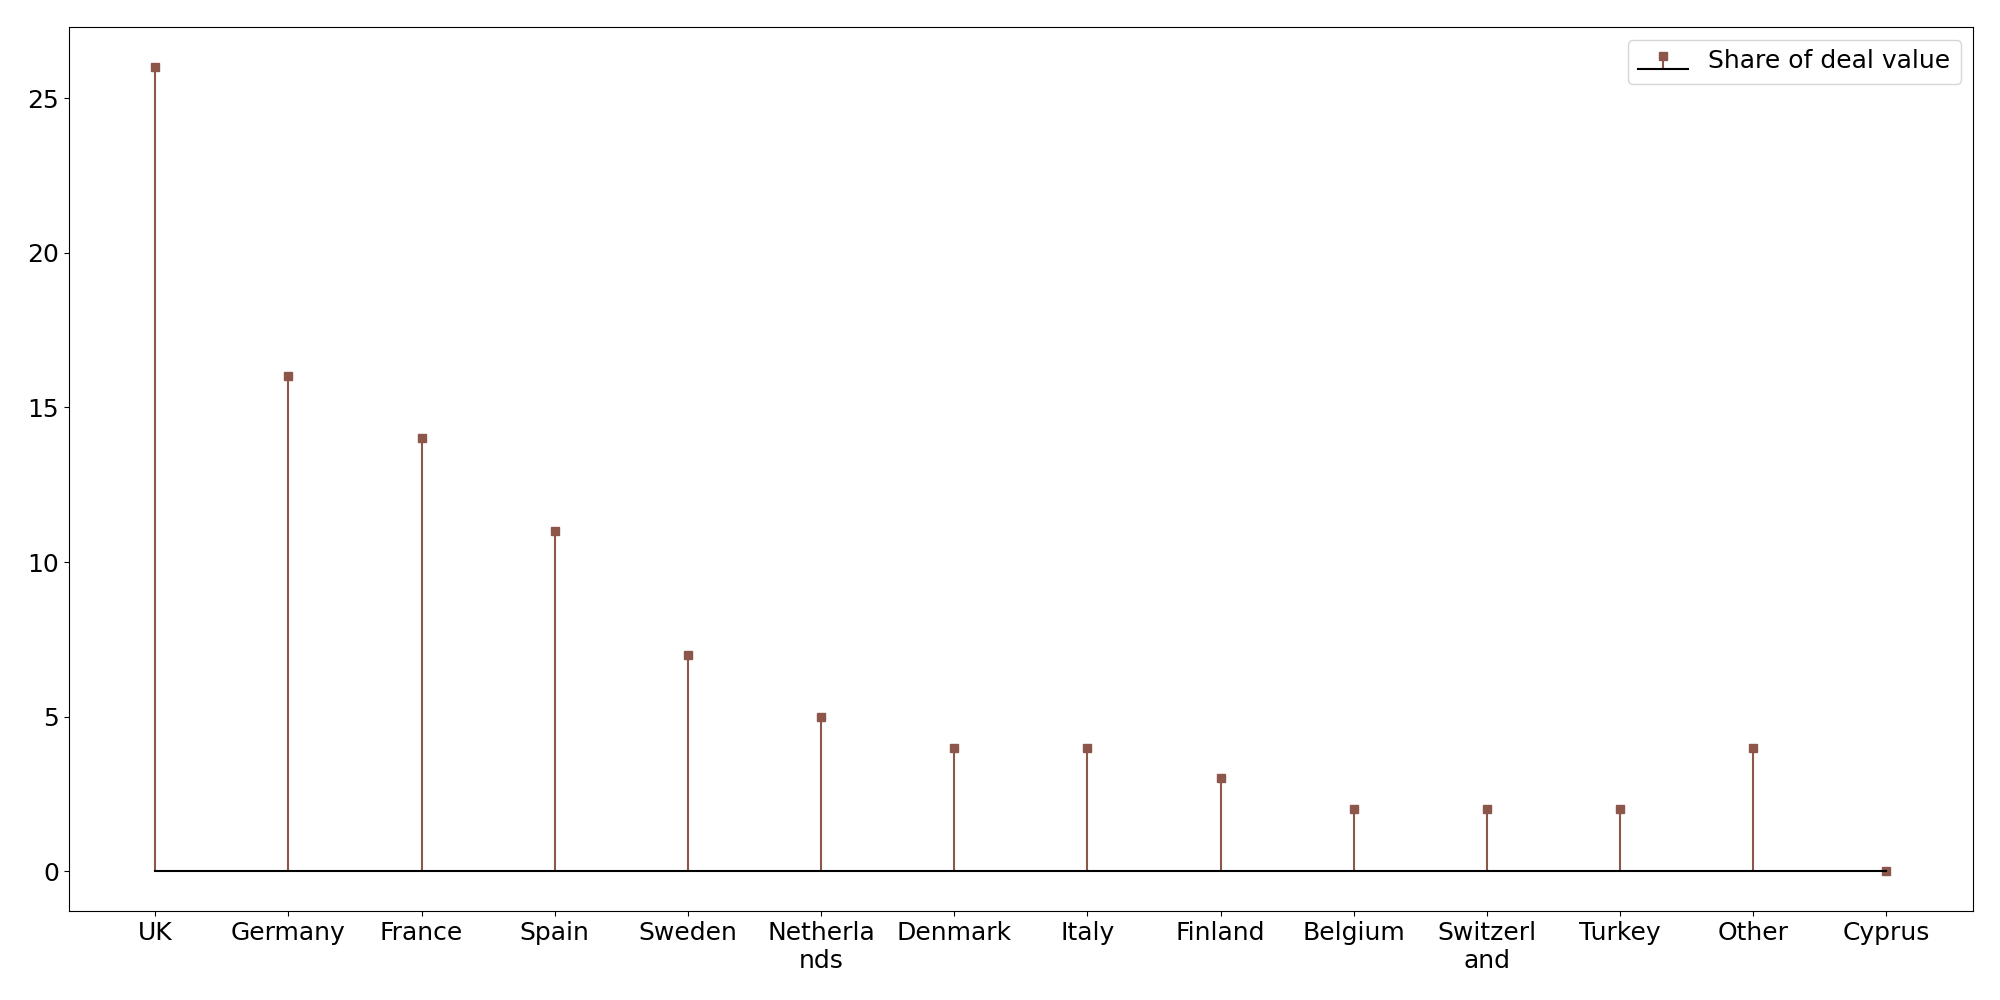 Share of deal value
25
20
15
10
5
0
UK Germany France Spain Sweden Netherla Denmark Italy Finland Belgium Switzerl Turkey Other Cyprus
nds and